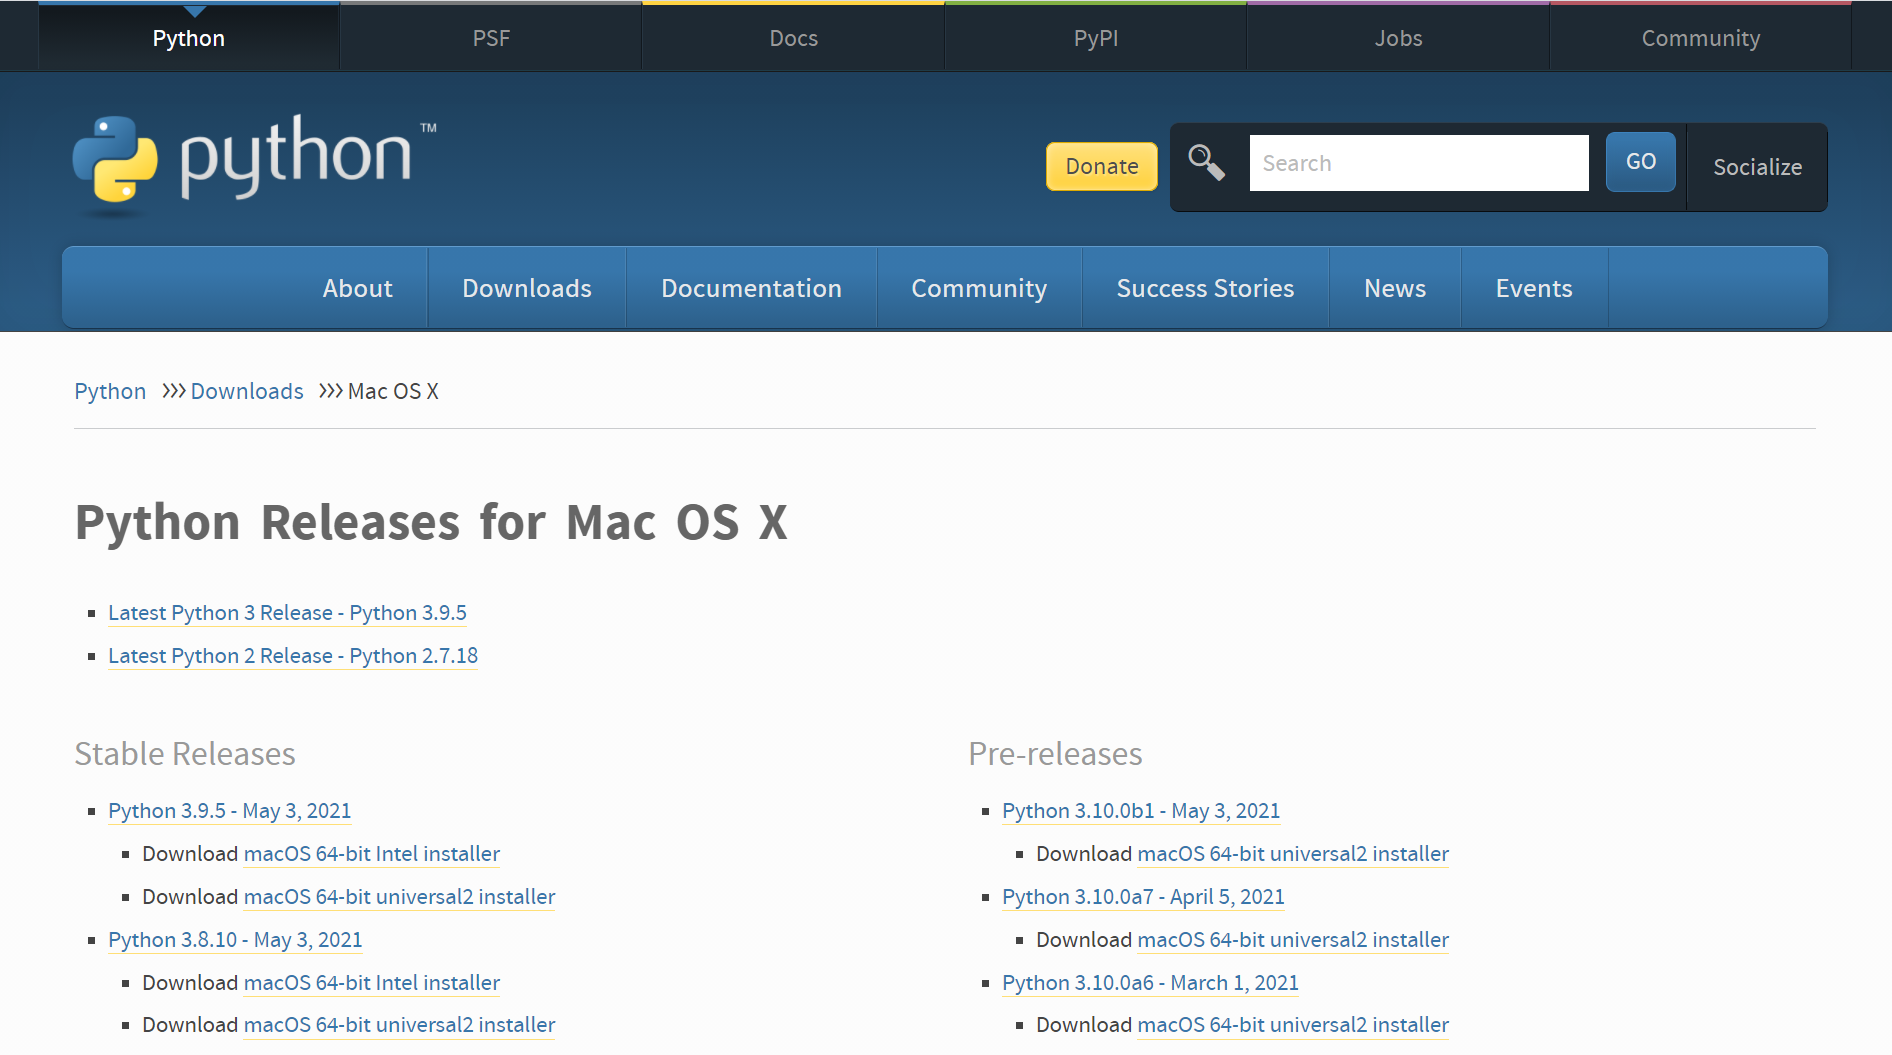 Python PSF Docs PyPI Jobs Community
python™
Donate Search GO Socialize
About Downloads Documentation Community Success Stories News Events
Python >>> Downloads >>> Mac OS X
Python Releases for Mac OS X
Latest Python 3 Release - Python 3.9.5
Latest Python 2 Release - Python 2.7.18
Stable Releases
Python 3.9.5 - May 3, 2021
Download macOS 64-bit Intel installer
Download macOS 64-bit universal2 installer
Python 3.8.10 - May 3, 2021
Download macOS 64-bit Intel installer
Download macOS 64-bit universal2 installer
Pre-releases
Python 3.10.0b1 - May 3, 2021
Download macOS 64-bit universal2 installer
Python 3.10.0a7 - April 5, 2021
Download macOS 64-bit universal2 installer
Python 3.10.0a6 - March 1, 2021
Download macOS 64-bit universal2 installer